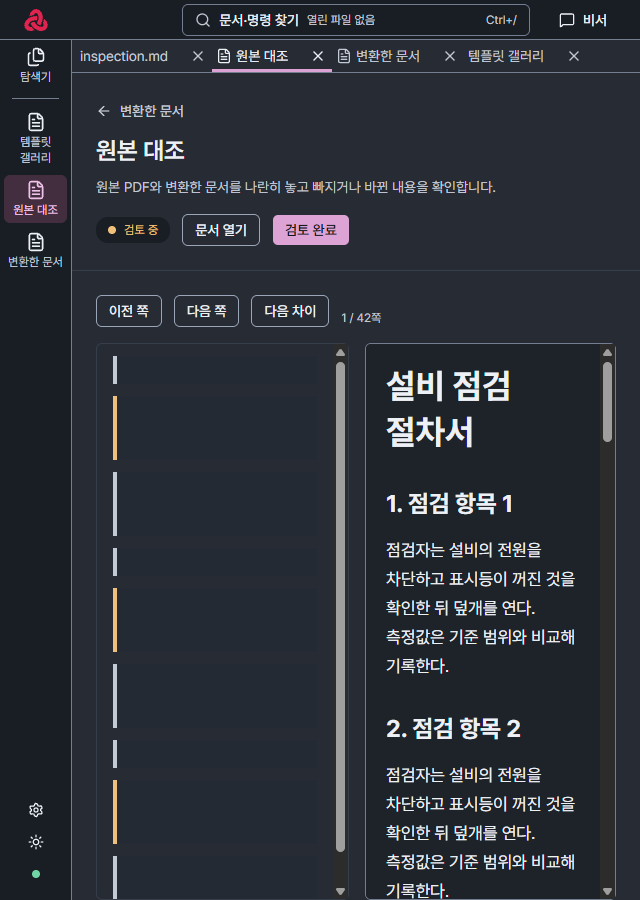 문서·명령 찾기 열린 파일 없음 Ctrl+/
비서
탐색기
템플릿
갤러리
원본 대조
변환한 문서
inspection.md
원본 대조
변환한 문서
템플릿 갤러리
변환한 문서
원본 대조
원본 PDF와 변환한 문서를 나란히 놓고 빠지거나 바뀐 내용을 확인합니다.
검토 중
문서 열기
검토 완료
이전 쪽
다음 쪽
다음 차이
1 / 42쪽
설비 점검
절차서
1. 점검 항목 1
점검자는 설비의 전원을
차단하고 표시등이 꺼진 것을
확인한 뒤 덮개를 연다.
측정값은 기준 범위와 비교해
기록한다.
2. 점검 항목 2
점검자는 설비의 전원을
차단하고 표시등이 꺼진 것을
확인한 뒤 덮개를 연다.
측정값은 기준 범위와 비교해
기록한다.